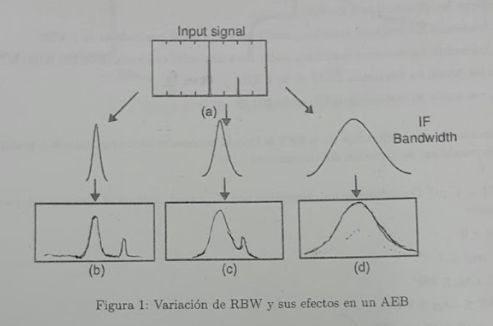 Input signal
(a)
IF
Bandwidth
(b)
(c)
(d)
Figura 1: Variación de RBW y sus efectos en un AEB